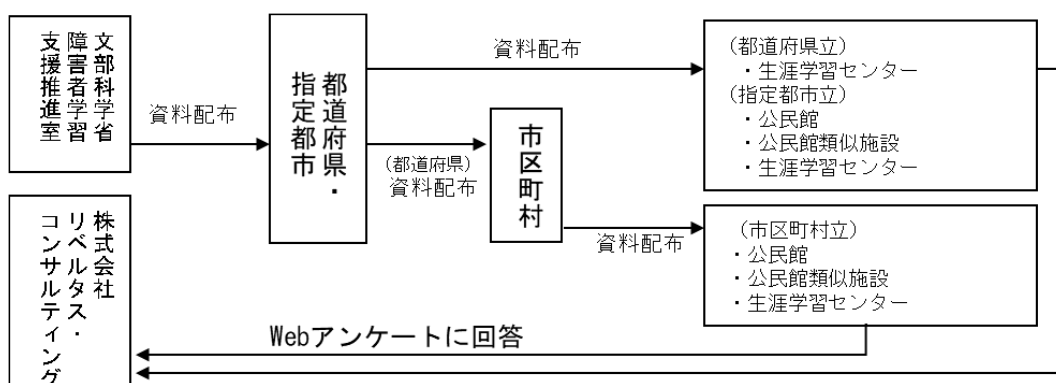 文部科学省
障害者学習
支援推進室
資料配布
都道府県・
指定都市
資料配布
(都道府県)
資料配布
市区町村
資料配布
(都道府県立)
・生涯学習センター
(指定都市立)
・公民館
・公民館類似施設
・生涯学習センター
(市区町村立)
・公民館
・公民館類似施設
・生涯学習センター
株式会社
リベルタス・
コンサルティング
Webアンケートに回答